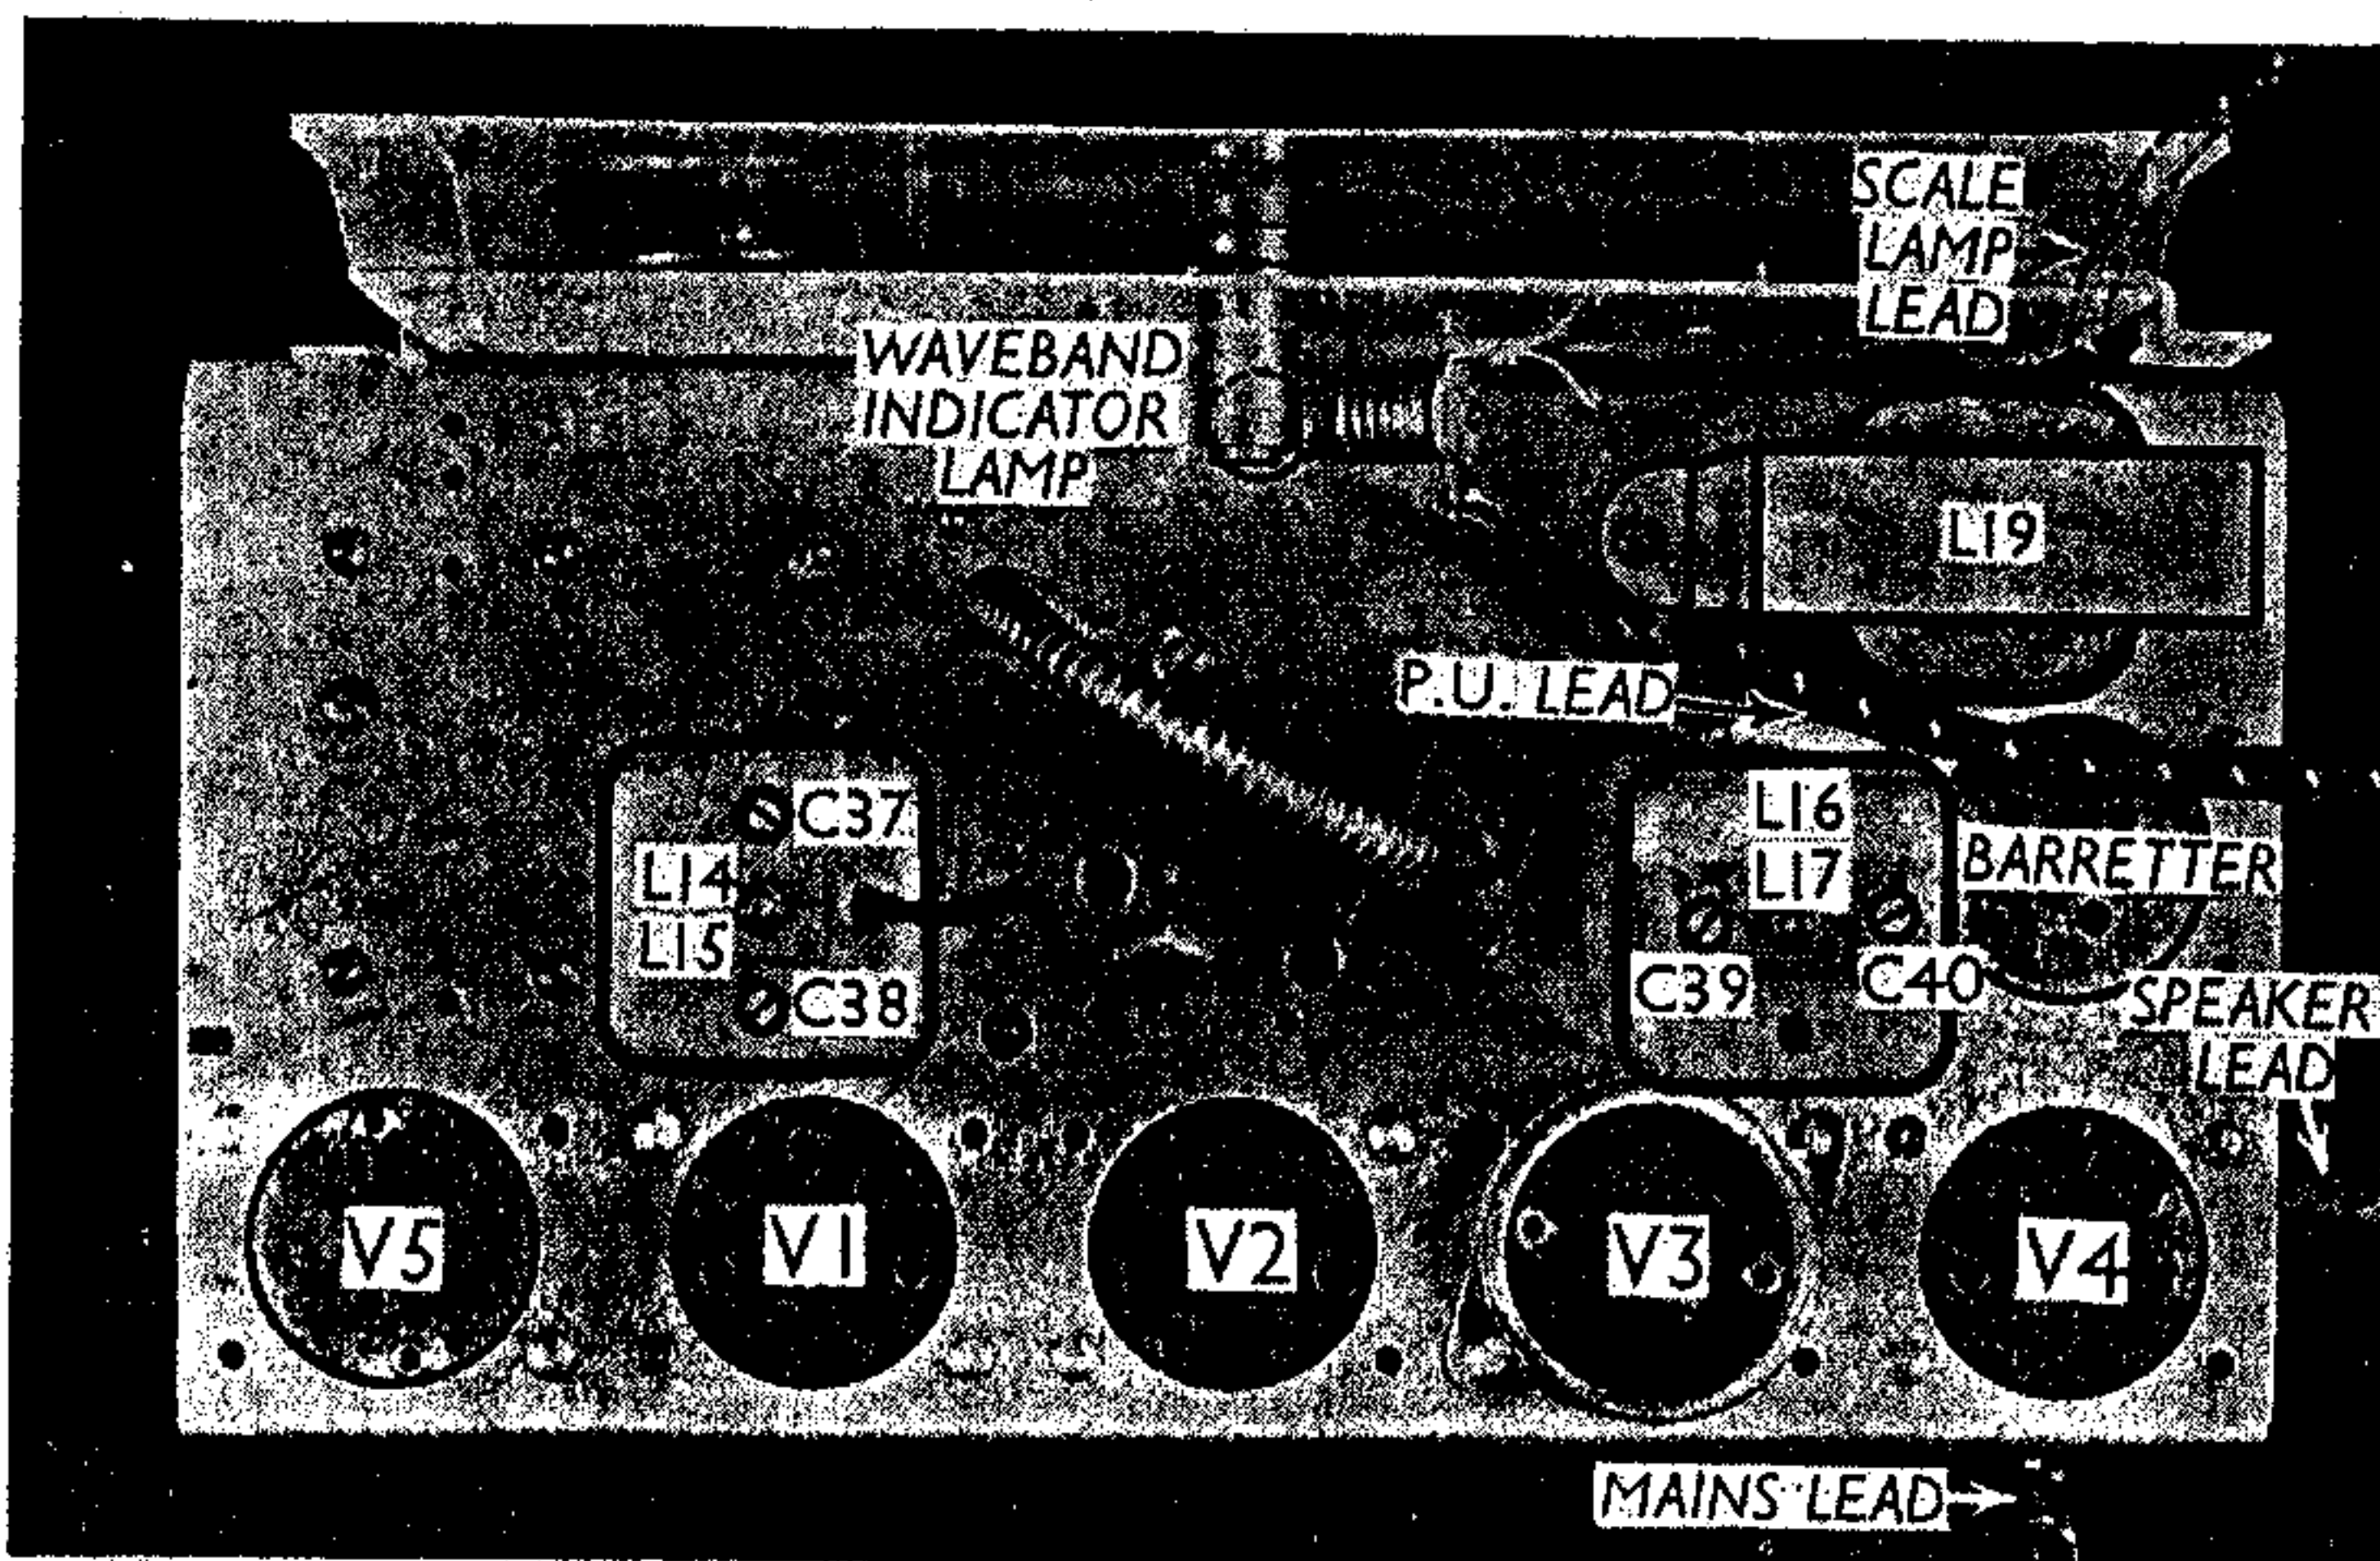 SCALE
LAMP
LEAD
WAVEBAND
INDICATOR
LAMP
L19
P.U. LEAD
C37
L14
L15
C38
L16
L17
C39
C40
BARRETTER
SPEAKER
LEAD
V5
V1
V2
V3
V4
MAINS LEAD